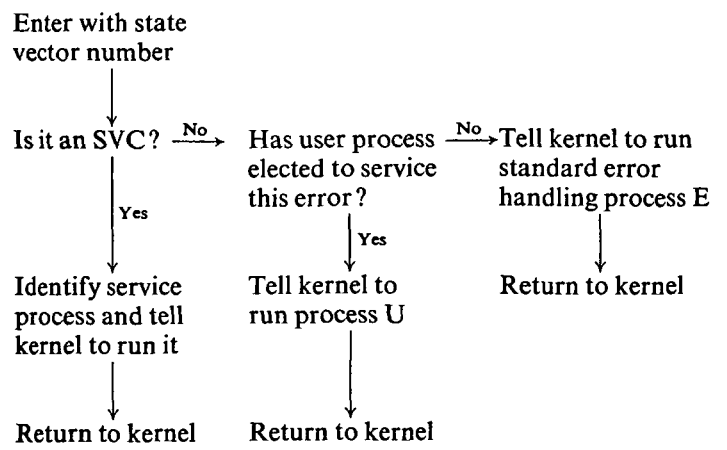 Enter with state
vector number
Is it an SVC?
No
Has user process
elected to service
this error?
No
Tell kernel to run
standard error
handling process E
Yes
Yes
Identify service
process and tell
kernel to run it
Tell kernel to
run process U
Return to kernel
Return to kernel
Return to kernel